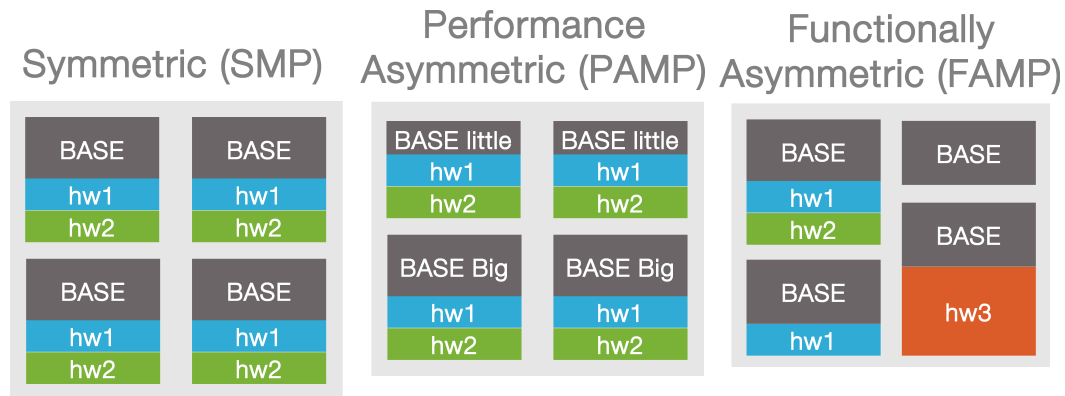 Symmetric (SMP)
BASE
hw1
hw2
BASE
hw1
hw2
BASE
hw1
hw2
BASE
hw1
hw2
Performance
Asymmetric (PAMP)
BASE little
hw1
hw2
BASE little
hw1
hw2
BASE Big
hw1
hw2
BASE Big
hw1
hw2
Functionally
Asymmetric (FAMP)
BASE
hw1
hw2
BASE
BASE
hw1
BASE
hw3